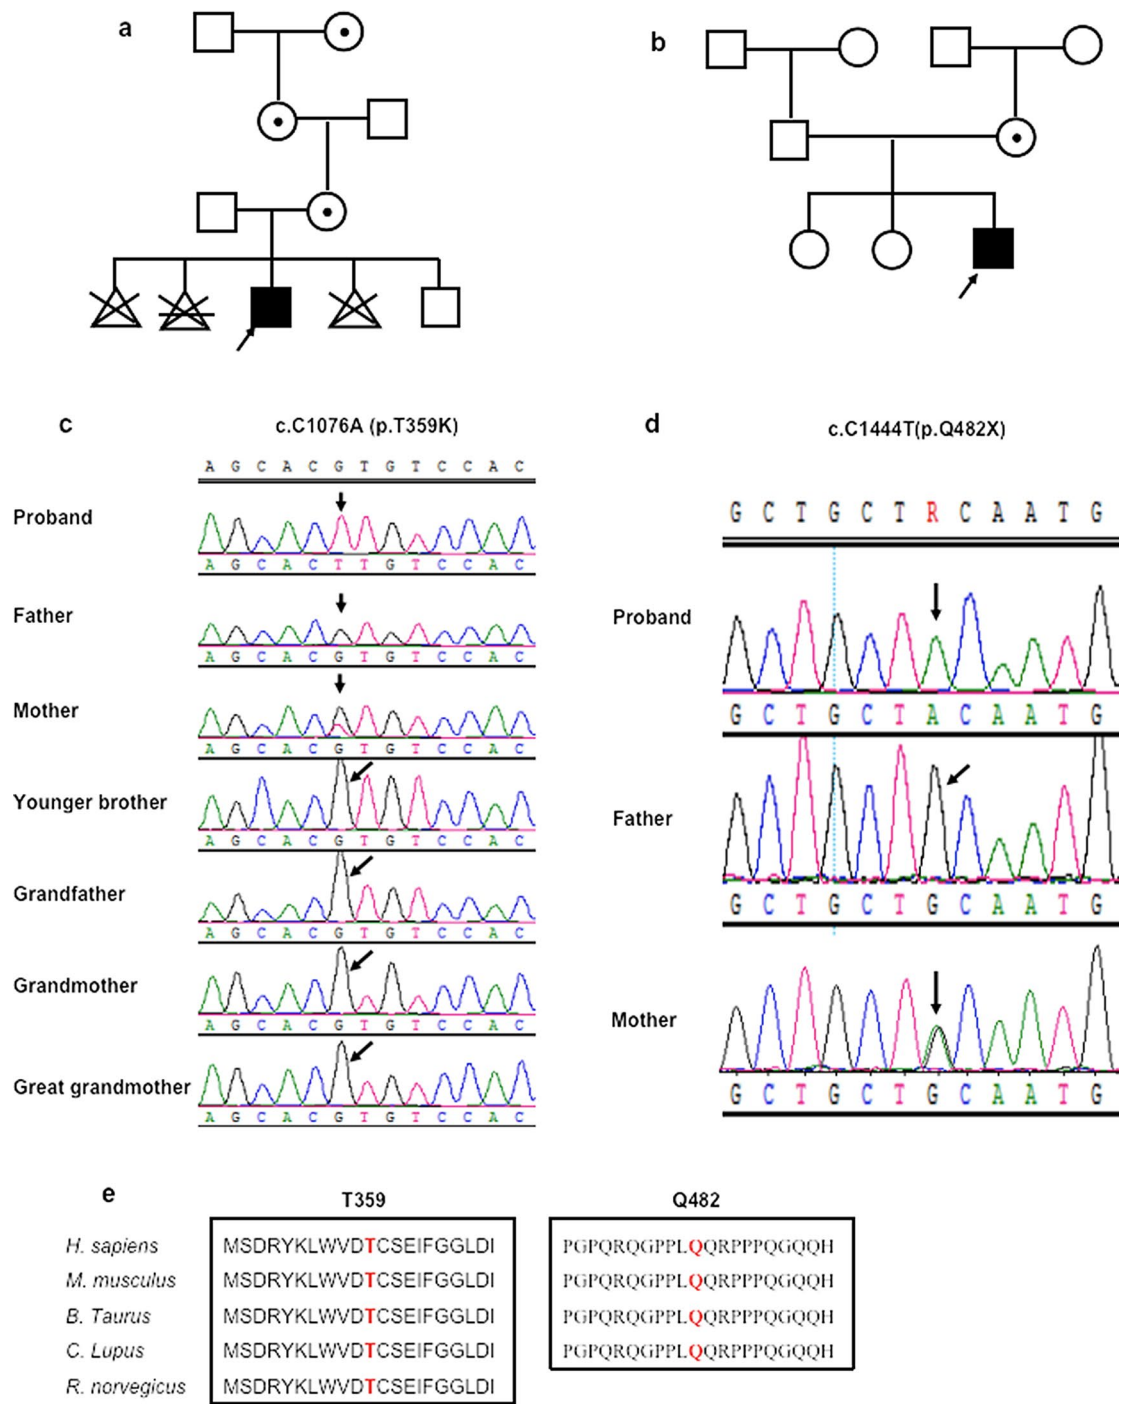 a
b
c
c.C1076A (p.T359K)
A G C A C G T G T C C A C
Proband
A G C A C T T G T C C A C
Father
A G C A C G T G T C C A C
Mother
A G C A C G T G T C C A C
Younger brother
A G C A C G T G T C C A C
Grandfather
A G C A C G T G T C C A C
Grandmother
A G C A C G T G T C C A C
Great grandmother
A G C A C G T G T C C A C
d
c.C1444T(p.Q482X)
G C T G C T R C A A T G
Proband
G C T G C T A C A A T G
Father
G C T G C T G C A A T G
Mother
G C T G C T G C A A T G
e
T359
Q482
H. sapiens MSDRYKLWVDTCSEIFGGLDI PGPQRQGPPLQQRPPPQGQQH
M. musculus MSDRYKLWVDTCSEIFGGLDI PGPQRQGPPLQQRPPPQGQQH
B. Taurus MSDRYKLWVDTCSEIFGGLDI PGPQRQGPPLQQRPPPQGQQH
C. Lupus MSDRYKLWVDTCSEIFGGLDI PGPQRQGPPLQQRPPPQGQQH
R. norvegicus MSDRYKLWVDTCSEIFGGLDI